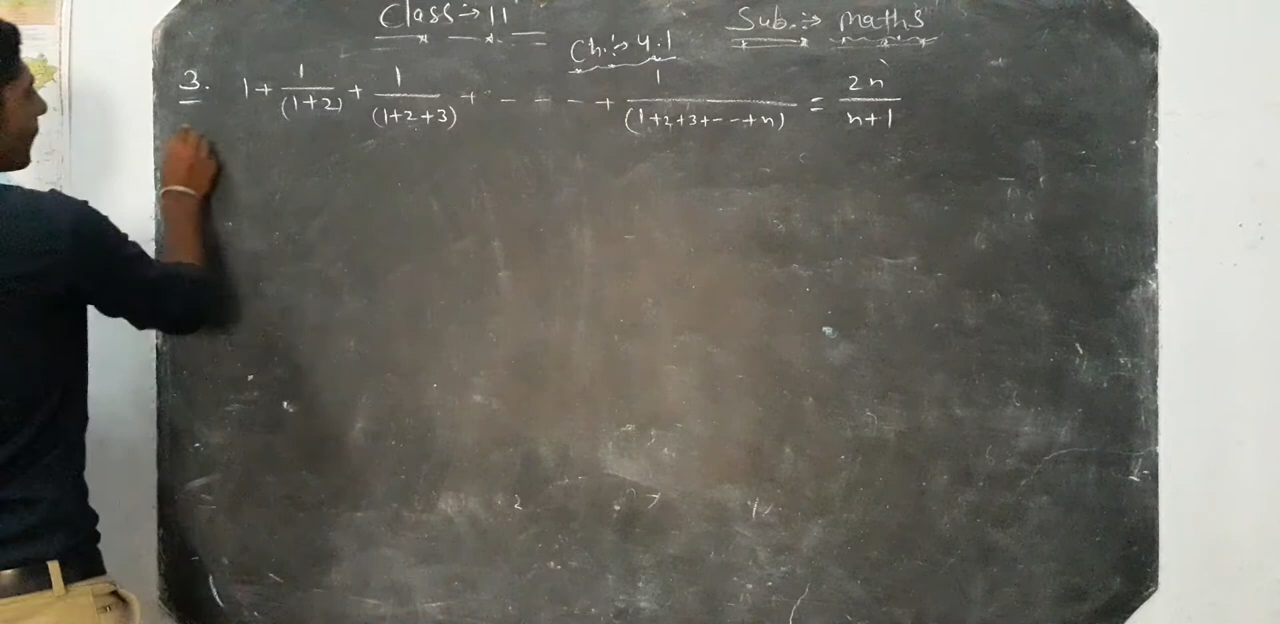 Class :→ 11 Sub. :→ maths
Ch. :→ 4.1
3. 1 + 1/(1+2) + 1/(1+2+3) + - - - - + 1/(1+2+3+--+n) = 2n/n+1